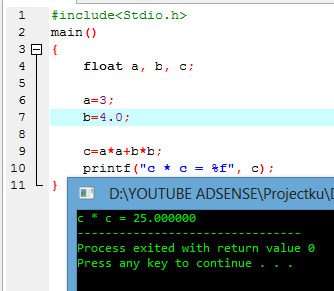 1 #include<Stdio.h>
2 main()
3 {
4 float a, b, c;
5
6 a=3;
7 b=4.0;
8
9 c=a*a+b*b;
10 printf("c * c = %f", c);
11 }
D:\YOUTUBE ADSENSE\Projectku\
c * c = 25.000000
--------------------------------
Process exited with return value 0
Press any key to continue . . .